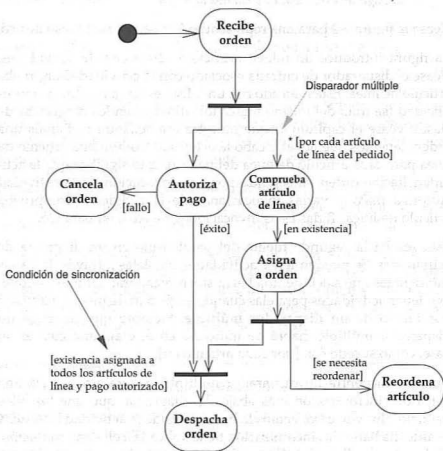 Recibe
orden
Disparador múltiple
* [por cada artículo
de línea del pedido]
Cancela
orden
Autoriza
pago
Comprueba
artículo
de línea
[fallo]
[éxito]
[en existencia]
Asigna
a orden
Condición de sincronización
[existencia asignada a
todos los artículos de
línea y pago autorizado]
[se necesita
reordenar]
Reordena
artículo
Despacha
orden